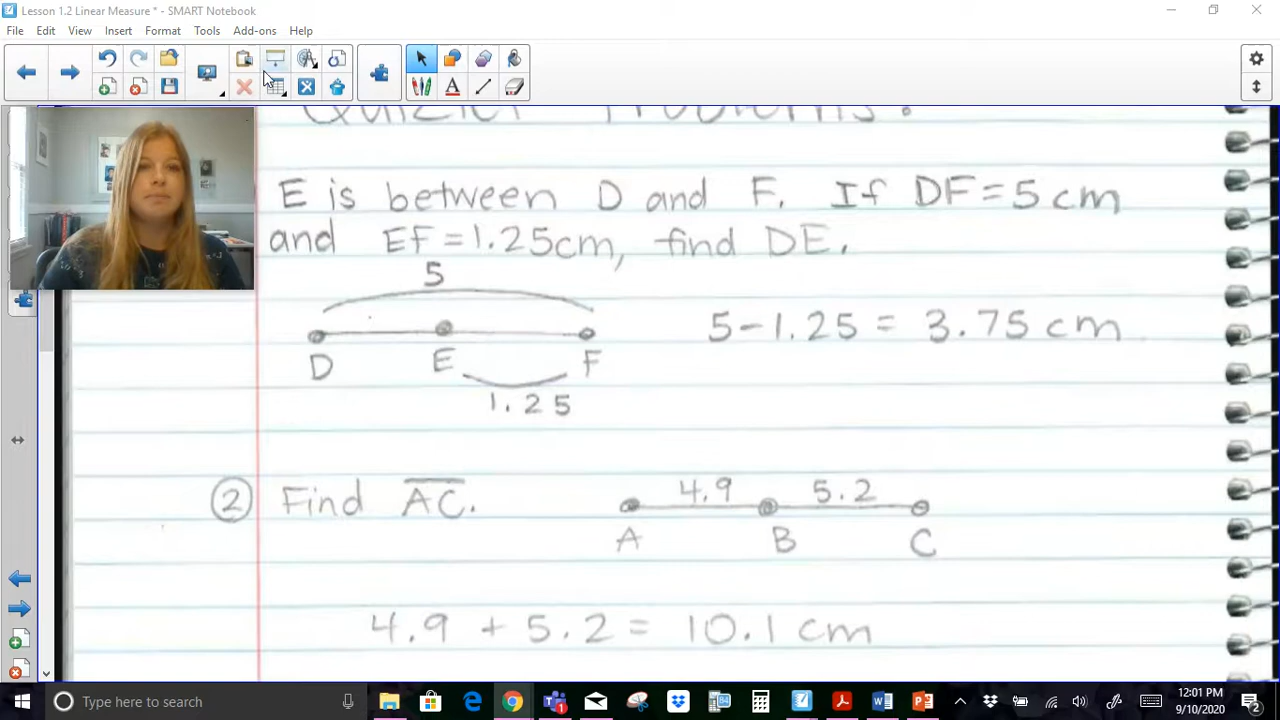 Lesson 1.2 Linear Measure * - SMART Notebook
File Edit View Insert Format Tools Add-ons Help
Quick! Problems!
E is between D and F. If DF = 5 cm
and EF = 1.25cm, find DE.
5
5 - 1.25 = 3.75 cm
D E F
1.25
② Find AC.
4.9 5.2
A B C
4.9 + 5.2 = 10.1 cm
Type here to search
12:01 PM
9/10/2020
2